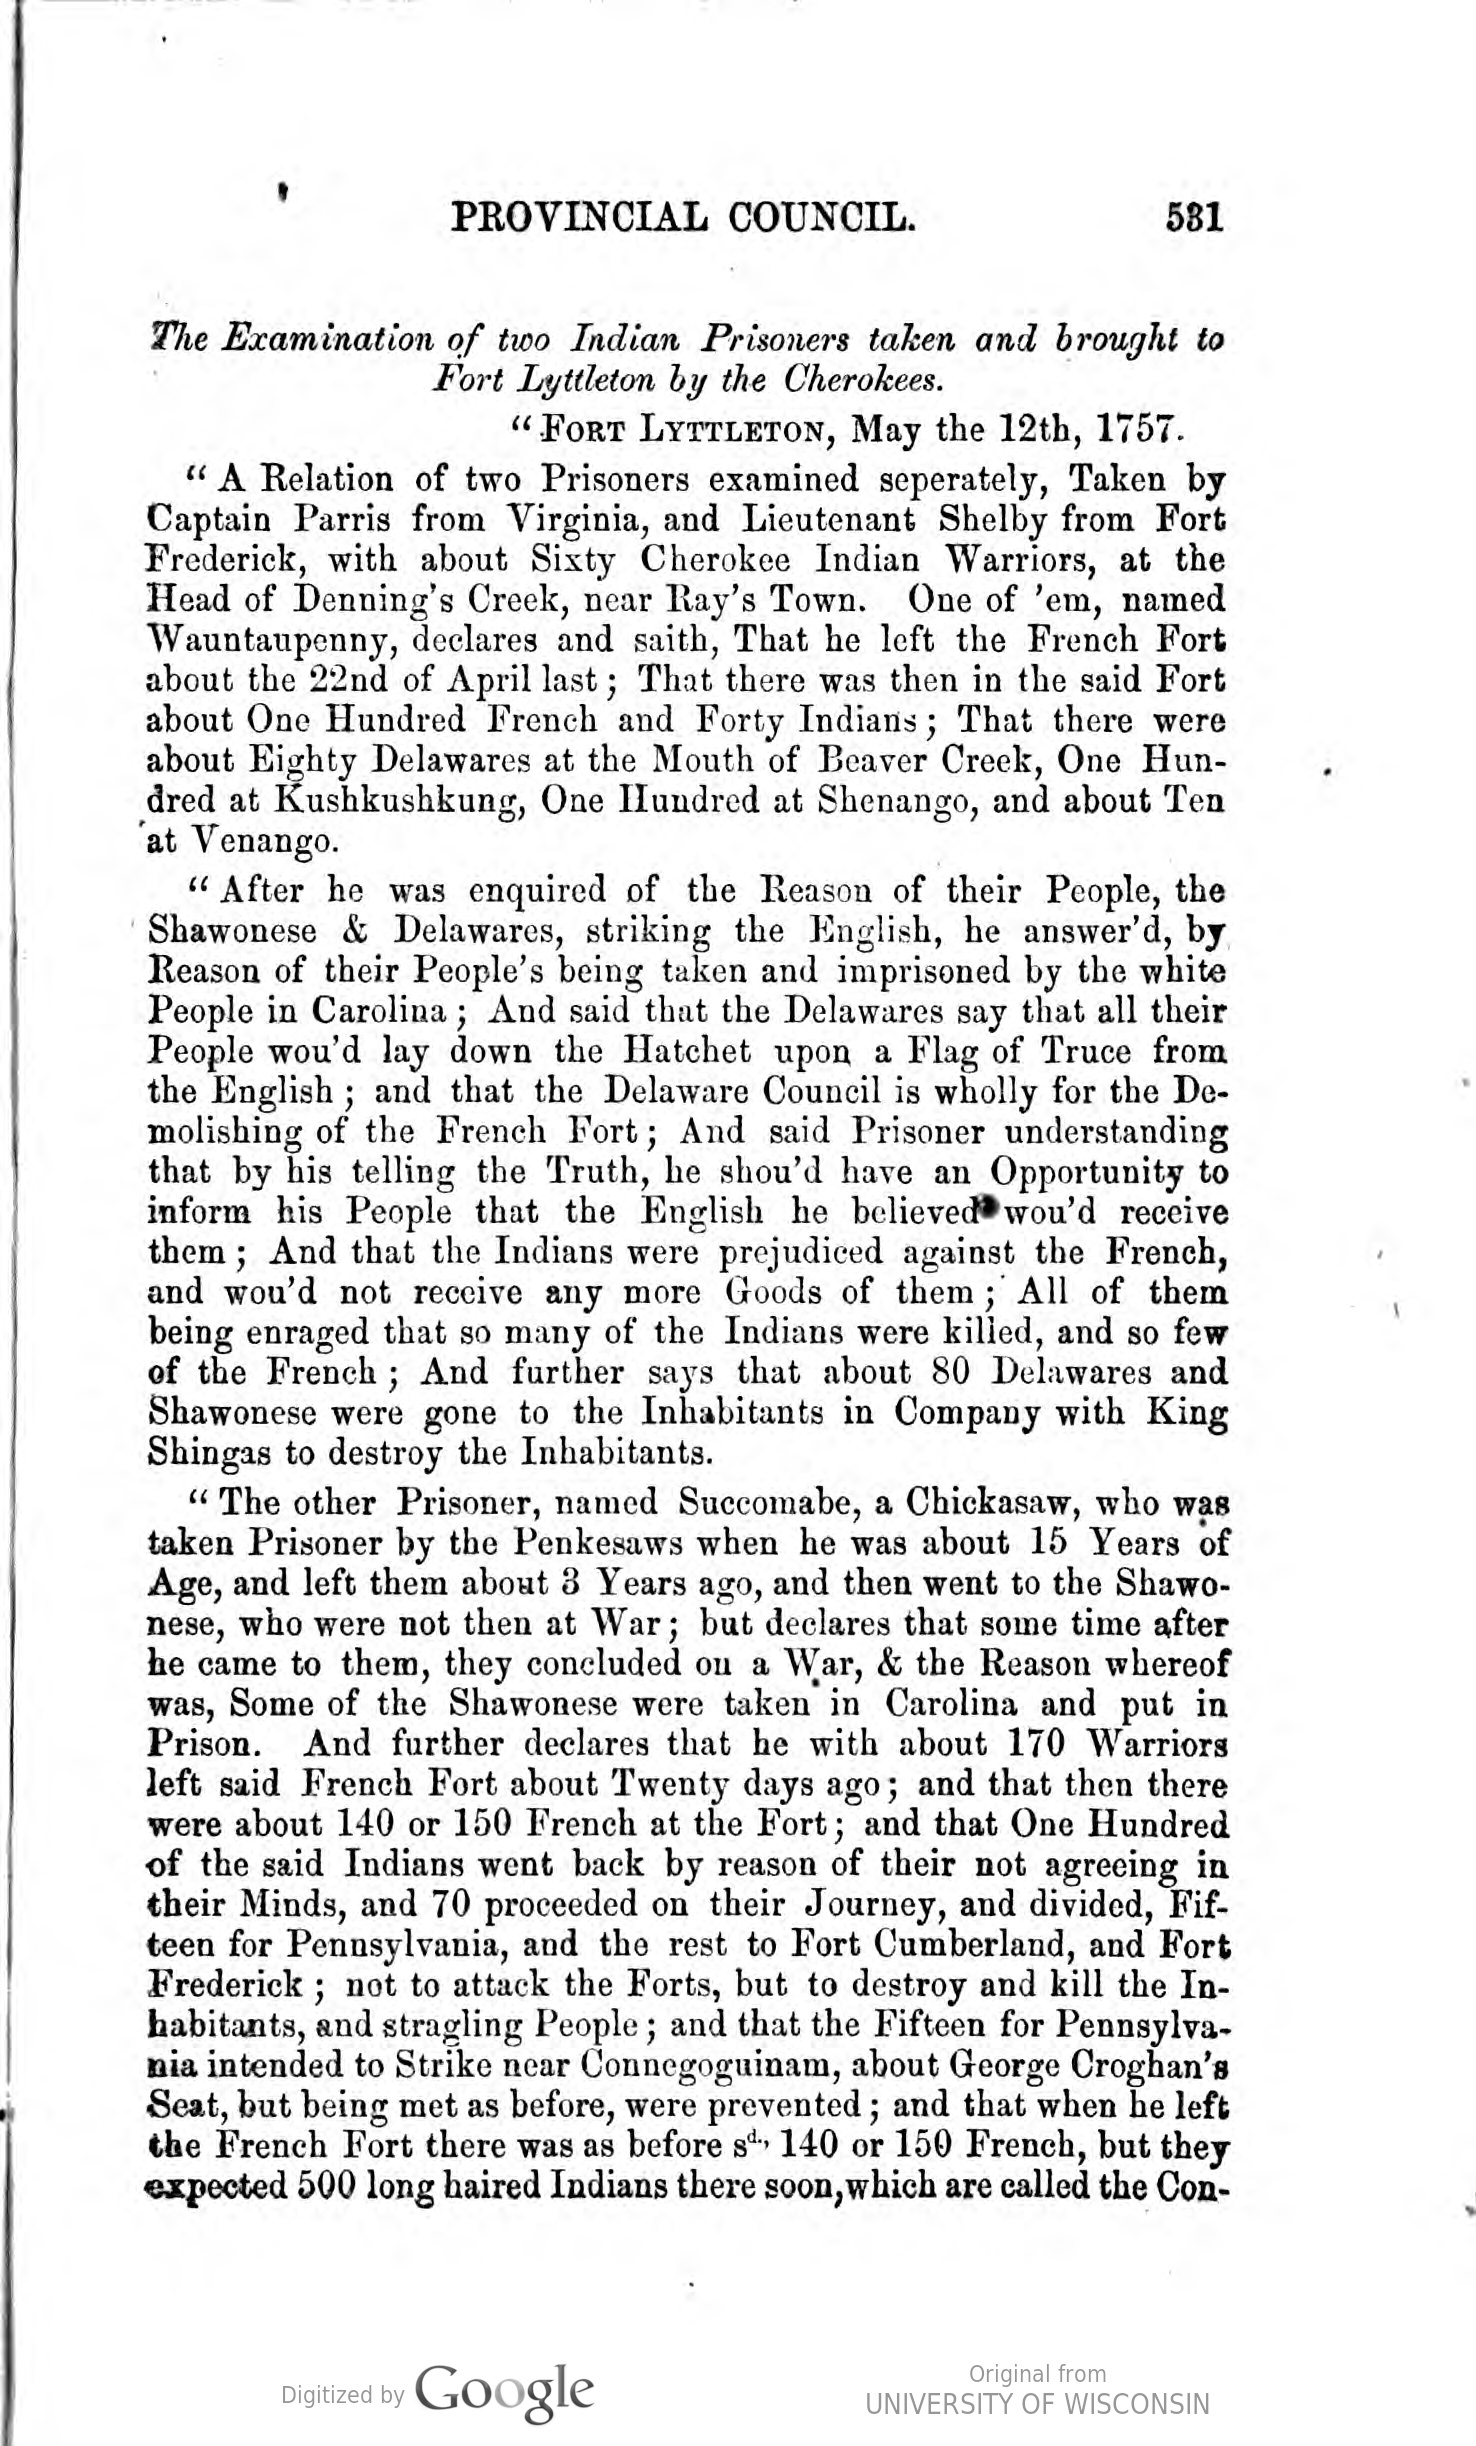 PROVINCIAL COUNCIL. 531
The Examination of two Indian Prisoners taken and brought to
Fort Lyttleton by the Cherokees.
"FORT LYTTLETON, May the 12th, 1757.
"A Relation of two Prisoners examined seperately, Taken by
Captain Parris from Virginia, and Lieutenant Shelby from Fort
Frederick, with about Sixty Cherokee Indian Warriors, at the
Head of Denning's Creek, near Ray's Town. One of 'em, named
Wauntaupenny, declares and saith, That he left the French Fort
about the 22nd of April last; That there was then in the said Fort
about One Hundred French and Forty Indians; That there were
about Eighty Delawares at the Mouth of Beaver Creek, One Hun-
dred at Kushkushkung, One Hundred at Shenango, and about Ten
at Venango.
"After he was enquired of the Reason of their People, the
Shawonese & Delawares, striking the English, he answer'd, by
Reason of their People's being taken and imprisoned by the white
People in Carolina; And said that the Delawares say that all their
People wou'd lay down the Hatchet upon a Flag of Truce from
the English; and that the Delaware Council is wholly for the De-
molishing of the French Fort; And said Prisoner understanding
that by his telling the Truth, he shou'd have an Opportunity to
inform his People that the English he believed wou'd receive
them; And that the Indians were prejudiced against the French,
and wou'd not receive any more Goods of them; All of them
being enraged that so many of the Indians were killed, and so few
of the French; And further says that about 80 Delawares and
Shawonese were gone to the Inhabitants in Company with King
Shingas to destroy the Inhabitants.
"The other Prisoner, named Succomabe, a Chickasaw, who was
taken Prisoner by the Penkesaws when he was about 15 Years of
Age, and left them about 3 Years ago, and then went to the Shawo-
nese, who were not then at War; but declares that some time after
he came to them, they concluded on a War, & the Reason whereof
was, Some of the Shawonese were taken in Carolina and put in
Prison. And further declares that he with about 170 Warriors
left said French Fort about Twenty days ago; and that then there
were about 140 or 150 French at the Fort; and that One Hundred
of the said Indians went back by reason of their not agreeing in
their Minds, and 70 proceeded on their Journey, and divided, Fif-
teen for Pennsylvania, and the rest to Fort Cumberland, and Fort
Frederick; not to attack the Forts, but to destroy and kill the In-
habitants, and stragling People; and that the Fifteen for Pennsylva-
nia intended to Strike near Connegoguinam, about George Croghan's
Seat, but being met as before, were prevented; and that when he left
the French Fort there was as before sd., 140 or 150 French, but they
expected 500 long haired Indians there soon, which are called the Con-
Digitized by Google
Original from
UNIVERSITY OF WISCONSIN